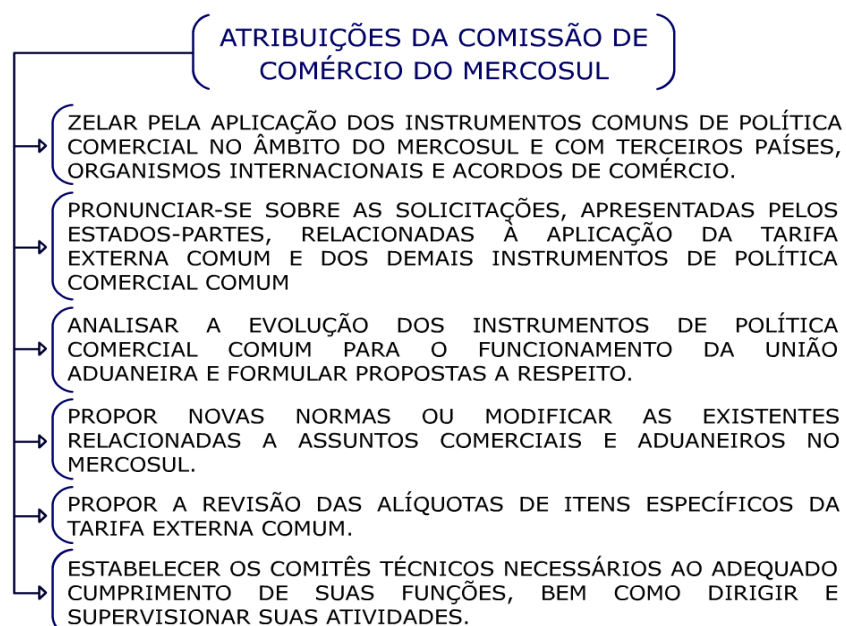 ATRIBUIÇÕES DA COMISSÃO DE
COMÉRCIO DO MERCOSUL
ZELAR PELA APLICAÇÃO DOS INSTRUMENTOS COMUNS DE POLÍTICA
COMERCIAL NO ÂMBITO DO MERCOSUL E COM TERCEIROS PAÍSES,
ORGANISMOS INTERNACIONAIS E ACORDOS DE COMÉRCIO.
PRONUNCIAR-SE SOBRE AS SOLICITAÇÕES, APRESENTADAS PELOS
ESTADOS-PARTES, RELACIONADAS À APLICAÇÃO DA TARIFA
EXTERNA COMUM E DOS DEMAIS INSTRUMENTOS DE POLÍTICA
COMERCIAL COMUM
ANALISAR A EVOLUÇÃO DOS INSTRUMENTOS DE POLÍTICA
COMERCIAL COMUM PARA O FUNCIONAMENTO DA UNIÃO
ADUANEIRA E FORMULAR PROPOSTAS A RESPEITO.
PROPOR NOVAS NORMAS OU MODIFICAR AS EXISTENTES
RELACIONADAS A ASSUNTOS COMERCIAIS E ADUANEIROS NO
MERCOSUL.
PROPOR A REVISÃO DAS ALÍQUOTAS DE ITENS ESPECÍFICOS DA
TARIFA EXTERNA COMUM.
ESTABELECER OS COMITÊS TÉCNICOS NECESSÁRIOS AO ADEQUADO
CUMPRIMENTO DE SUAS FUNÇÕES, BEM COMO DIRIGIR E
SUPERVISIONAR SUAS ATIVIDADES.